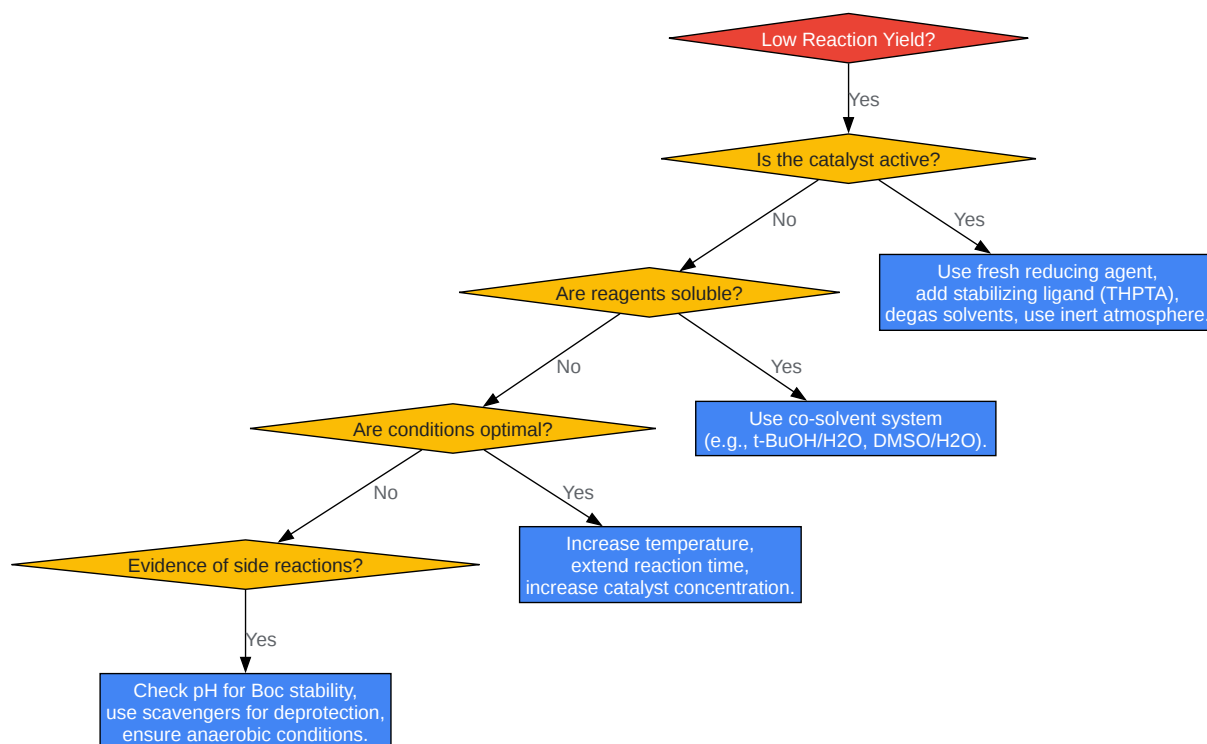 Low Reaction Yield?
Yes
Is the catalyst active?
No
Yes
Use fresh reducing agent,
add stabilizing ligand (THPTA),
degas solvents, use inert atmosphere.
Are reagents soluble?
No
Yes
Use co-solvent system
(e.g., t-BuOH/H2O, DMSO/H2O).
Are conditions optimal?
No
Yes
Increase temperature,
extend reaction time,
increase catalyst concentration.
Evidence of side reactions?
Yes
Check pH for Boc stability,
use scavengers for deprotection,
ensure anaerobic conditions.